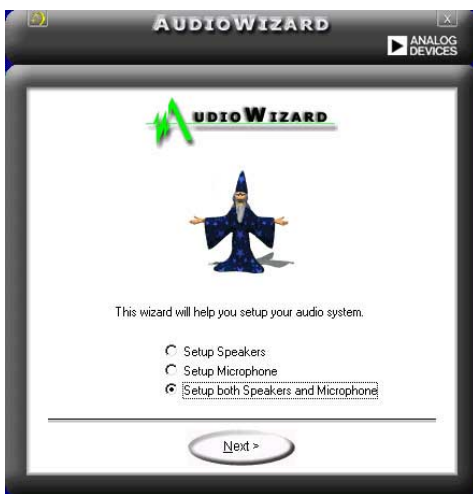 AUDIOWIZARD
ANALOG
DEVICES
AUDIOWIZARD
This wizard will help you setup your audio system.
Setup Speakers
Setup Microphone
Setup both Speakers and Microphone
Next >